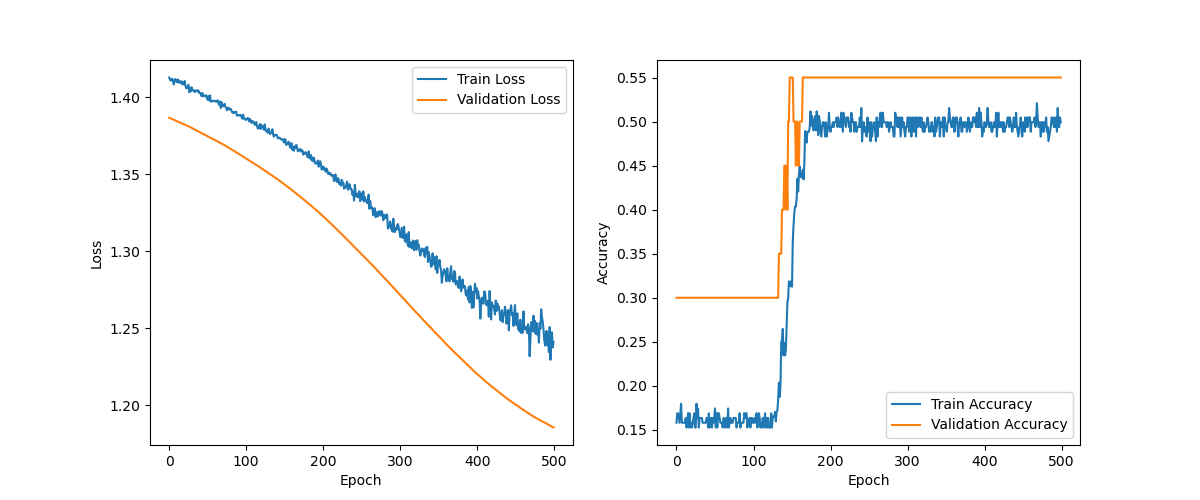 Train Loss
Validation Loss
1.40
1.35
1.30
1.25
1.20
Loss
0 100 200 300 400 500
Epoch
0.55
0.50
0.45
0.40
0.35
0.30
0.25
0.20
0.15
Accuracy
Train Accuracy
Validation Accuracy
0 100 200 300 400 500
Epoch